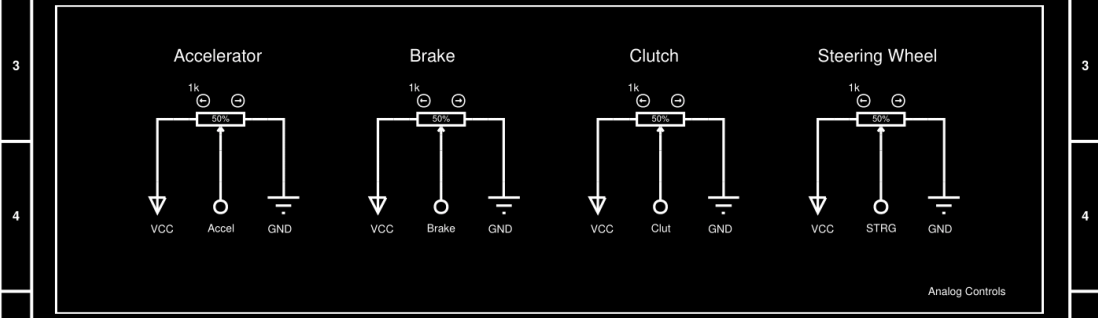 Accelerator
Brake
Clutch
Steering Wheel
3
3
1k
1k
1k
1k
50%
50%
50%
50%
4
4
VCC
Accel
GND
VCC
Brake
GND
VCC
Clut
GND
VCC
STRG
GND
Analog Controls